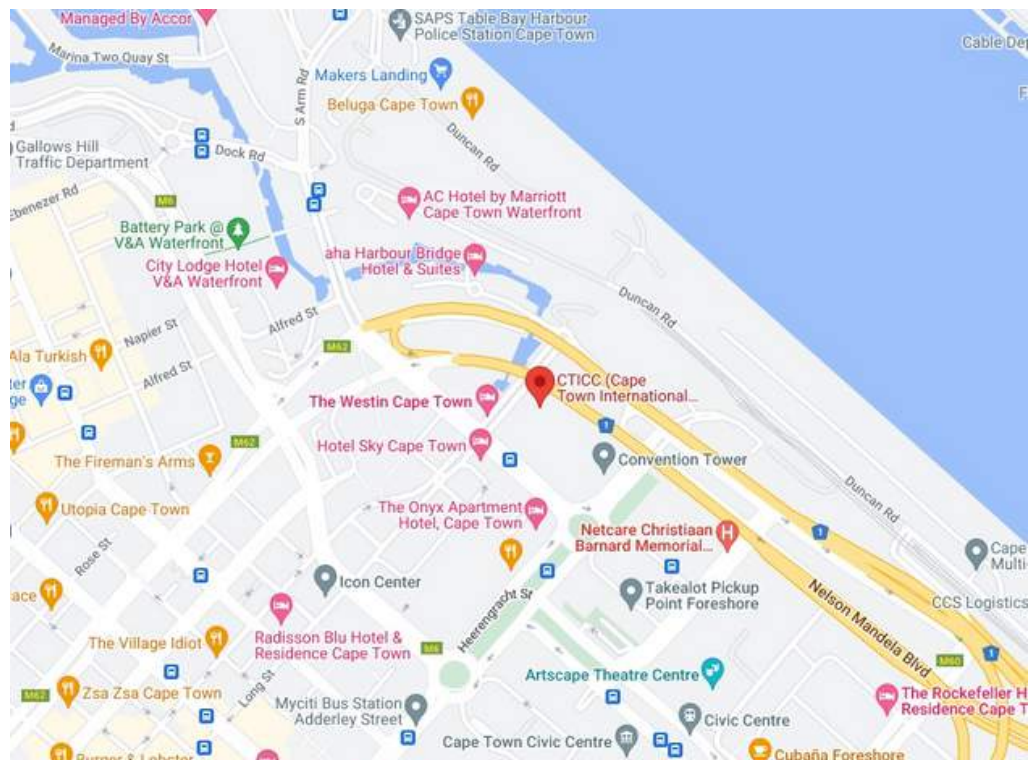 Managed By Accor
SAPS Table Bay Harbour
Police Station Cape Town
Cable Dep
Marina Two Quay St
Makers Landing
S Arm Rd
Beluga Cape Town
F
Duncan Rd
Gallows Hill
Traffic Department
Dock Rd
Ebenezer Rd
M6
AC Hotel by Marriott
Cape Town Waterfront
Battery Park @
V&A Waterfront
aha Harbour Bridge
Hotel & Suites
City Lodge Hotel
V&A Waterfront
Duncan Rd
Alfred St
Napier St
M62
Ala Turkish
Alfred St
CTICC (Cape
Town International...
ter
ge
The Westin Cape Town
1
M62
Hotel Sky Cape Town
The Fireman's Arms
Convention Tower
Duncan Rd
Utopia Cape Town
The Onyx Apartment
Hotel, Cape Town
Netcare Christiaan
Barnard Memorial...
1
Rose St
Cape
Multi-
Icon Center
Takealot Pickup
Point Foreshore
ace
Heerengracht St
Nelson Mandela Blvd
CCS Logistics
The Village Idiot
Radisson Blu Hotel &
Residence Cape Town
M6
1
M60
Artscape Theatre Centre
M62
Zsa Zsa Cape Town
Long St
Myciti Bus Station
Adderley Street
The Rockefeller H
Residence Cape T
Civic Centre
Cape Town Civic Centre
Burger & Lobster
Cubaña Foreshore